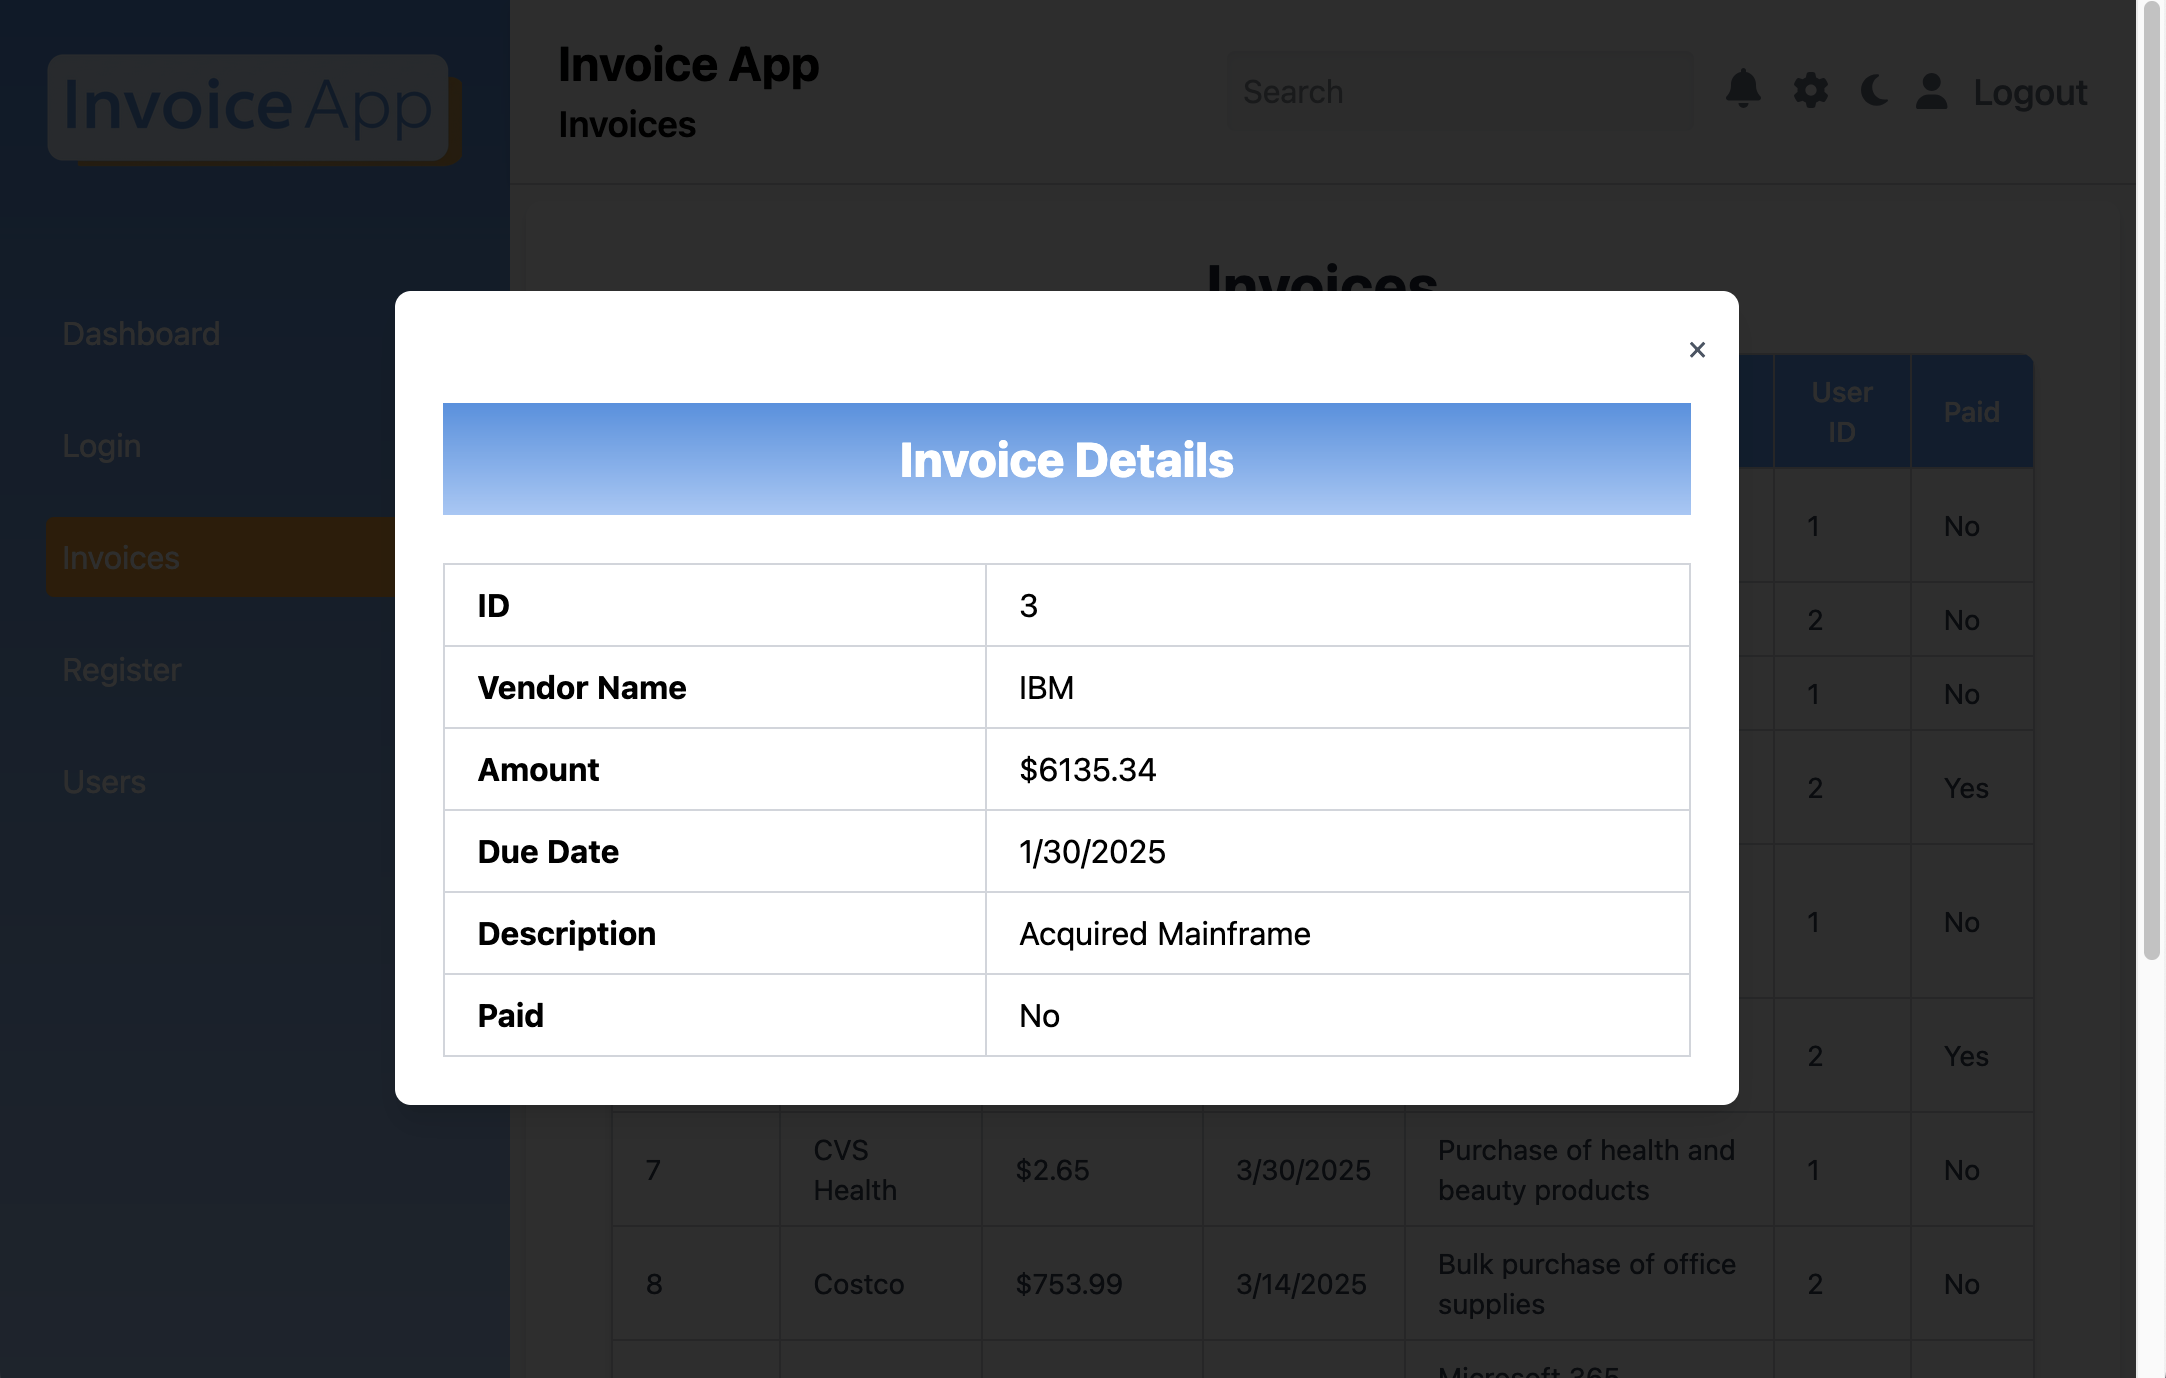 Invoice App
Invoice App
Invoices
Search
Logout
Dashboard
Login
Invoices
Register
Users
Invoices
User ID
Paid
1 No
2 No
1 No
2 Yes
1 No
2 Yes
×
Invoice Details
ID 3
Vendor Name IBM
Amount $6135.34
Due Date 1/30/2025
Description Acquired Mainframe
Paid No
7 CVS Health $2.65 3/30/2025 Purchase of health and beauty products 1 No
8 Costco $753.99 3/14/2025 Bulk purchase of office supplies 2 No
Microsoft 365